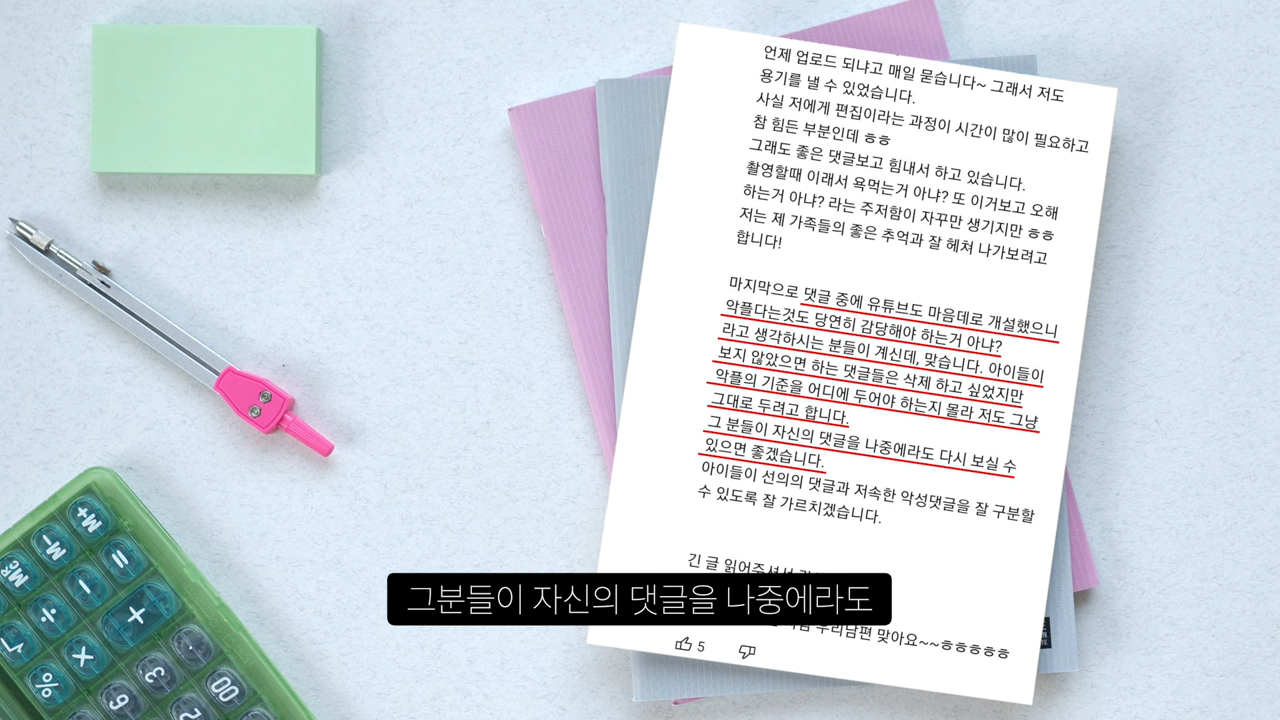 언제 업로드 되냐고 매일 묻습니다~ 그래서 저도
용기를 낼 수 있었습니다.
사실 저에게 편집이라는 과정이 시간이 많이 필요하고
참 힘든 부분인데 ㅎㅎ
그래도 좋은 댓글보고 힘내서 하고 있습니다.
촬영할때 이래서 욕먹는거 아냐? 또 이거보고 오해
하는거 아냐? 라는 주저함이 자꾸만 생기지만 ㅎㅎ
저는 제 가족들의 좋은 추억과 잘 헤쳐 나가보려고
합니다!
마지막으로 댓글 중에 유튜브도 마음데로 개설했으니
악플다는것도 당연히 감당해야 하는거 아냐?
라고 생각하시는 분들이 계신데, 맞습니다. 아이들이
보지 않았으면 하는 댓글들은 삭제 하고 싶었지만
악플의 기준을 어디에 두어야 하는지 몰라 저도 그냥
그대로 두려고 합니다.
그 분들이 자신의 댓글을 나중에라도 다시 보실 수
있으면 좋겠습니다.
아이들이 선의의 댓글과 저속한 악성댓글을 잘 구분할
수 있도록 잘 가르치겠습니다.
긴 글 읽어주셔서
그분들이 자신의 댓글을 나중에라도
우리남편 맞아요~~ㅎㅎㅎㅎㅎ
5
M+
M-
MRC
=
-
÷
√
+
×
%
.
3
6
00